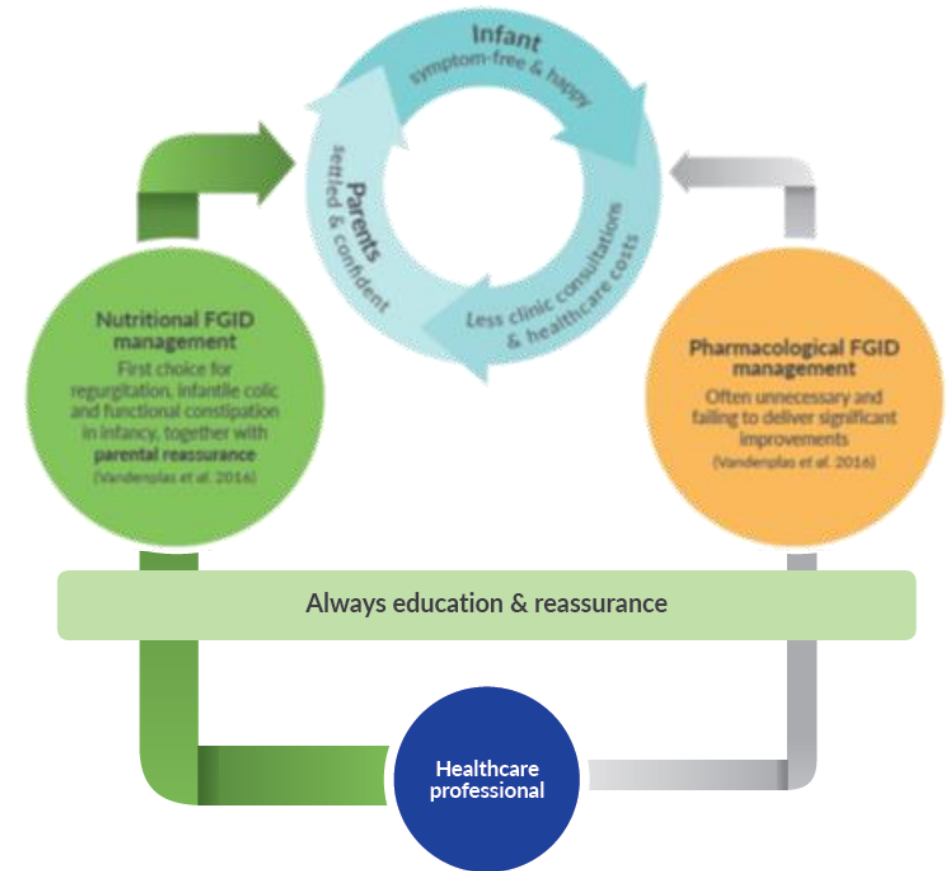 Infant
symptom-free & happy
Parents
settled & confident
Less clinic consultations
& healthcare costs
Nutritional FGID
management
First choice for
regurgitation, infantile colic
and functional constipation
in infancy, together with
parental reassurance
(Vandenplas et al. 2016)
Pharmacological FGID
management
Often unnecessary and
failing to deliver significant
improvements
(Vandenplas et al. 2016)
Always education & reassurance
Healthcare
professional